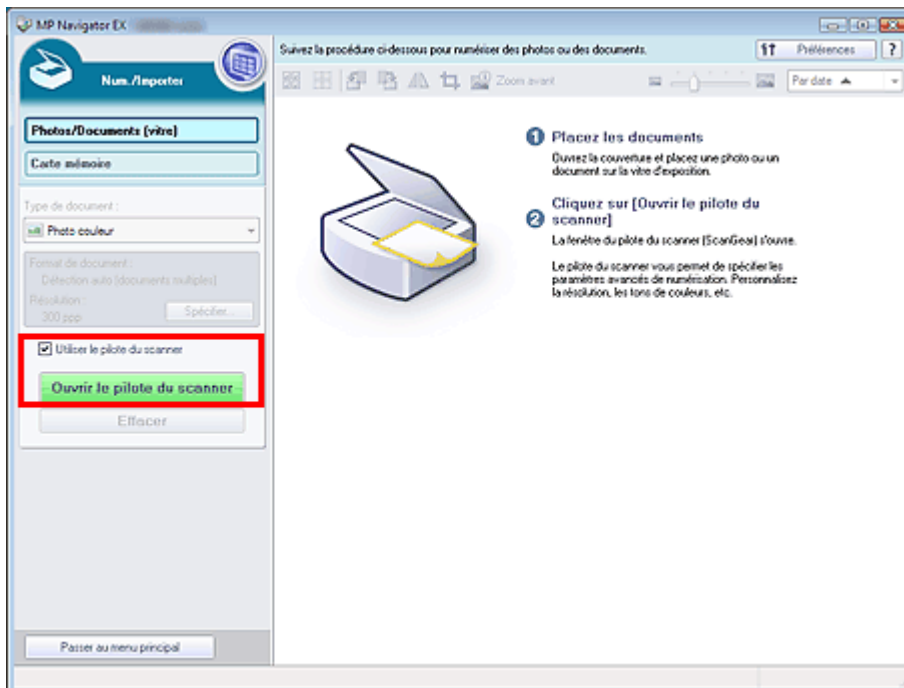 MP Navigator EX
Num./Importer
Photos/Documents (vitre)
Carte mémoire
Type de document :
Photo couleur
Format de document :
Détection auto (documents multiples)
Résolution :
300 ppp
Spécifier...
Utiliser le pilote du scanner
Ouvrir le pilote du scanner
Effacer
Passer au menu principal
Suivez la procédure ci-dessous pour numériser des photos ou des documents.
Préférences
?
Zoom avant
Par date
1 Placez les documents
Ouvrez la couverture et placez une photo ou un
document sur la vitre d'exposition.
2 Cliquez sur [Ouvrir le pilote du
scanner]
La fenêtre du pilote du scanner (ScanGear) s'ouvre.
Le pilote du scanner vous permet de spécifier les
paramètres avancés de numérisation. Personnalisez
la résolution, les tons de couleurs, etc.